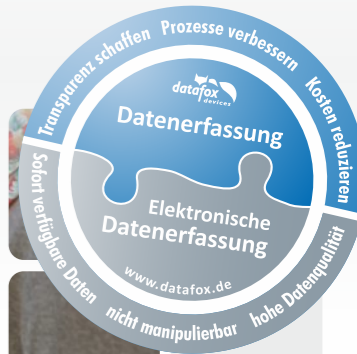 Transparenz schaffen Prozesse verbessern Kosten reduzieren
datafox
devices
Datenerfassung
Elektronische
Datenerfassung
www.datafox.de
Sofort verfügbare Daten nicht manipulierbar hohe Datenqualität